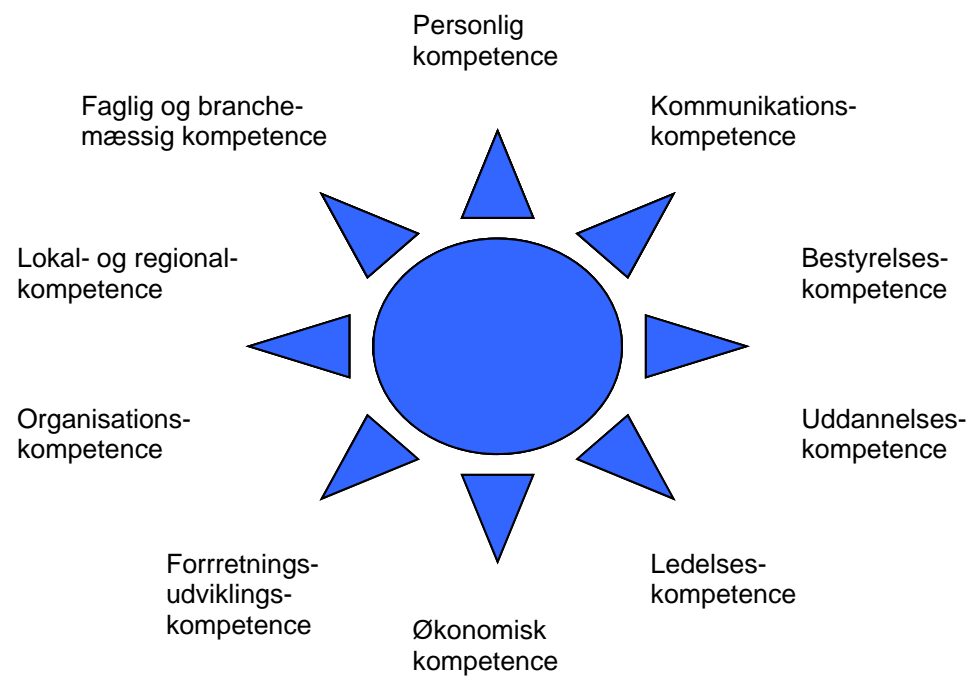 Personlig
kompetence
Faglig og branche-
mæssig kompetence
Kommunikations-
kompetence
Lokal- og regional-
kompetence
Bestyrelses-
kompetence
Organisations-
kompetence
Uddannelses-
kompetence
Forrretnings-
udviklings-
kompetence
Ledelses-
kompetence
Økonomisk
kompetence